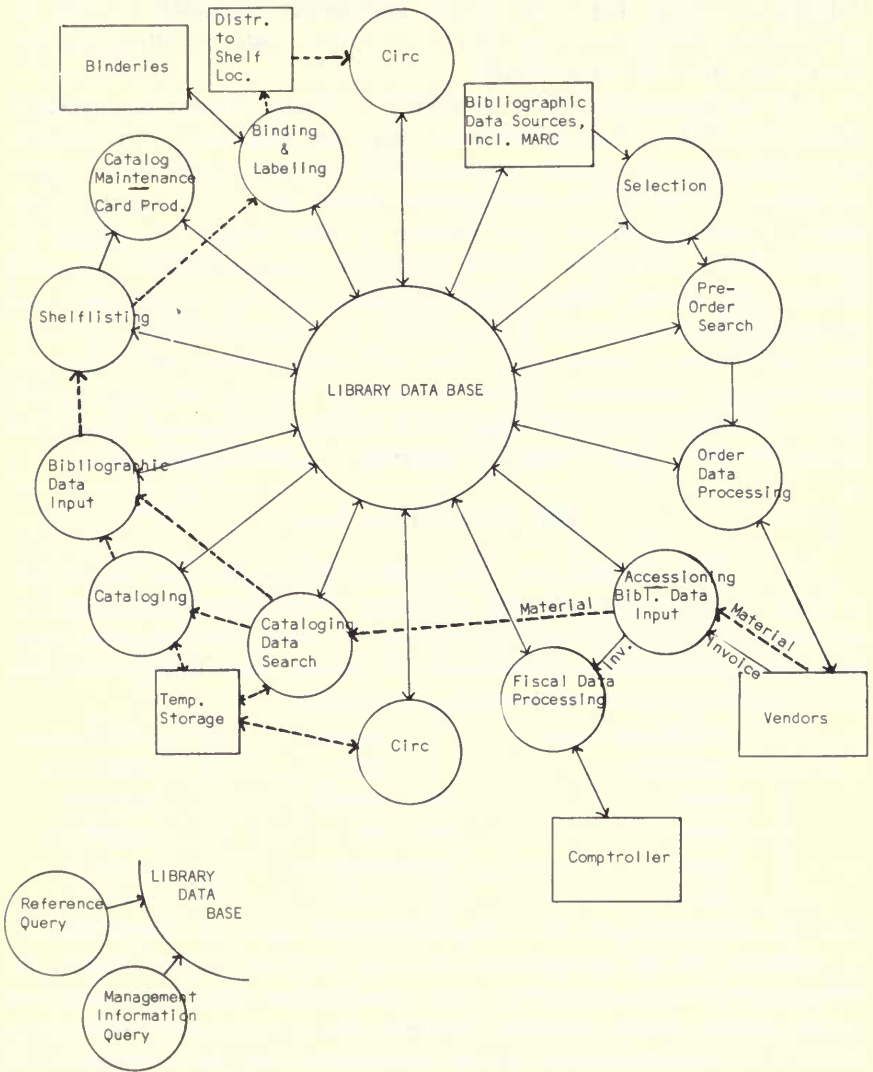 Distr.
to
Shelf
Loc.
Circ
Binderies
Bibliographic
Data Sources,
Incl. MARC
Binding
&
Labeling
Catalog
Maintenance
Card Prod.
Selection
Pre-
Order
Search
Shelflisting
LIBRARY DATA BASE
Bibliographic
Data
Input
Order
Data
Processing
Cataloging
Cataloging
Data
Search
Material
Accessioning
Bibl. Data
Input
Material
Invoice
Inv.
Fiscal Data
Processing
Temp.
Storage
Circ
Vendors
Comptroller
LIBRARY
DATA
BASE
Reference
Query
Management
Information
Query